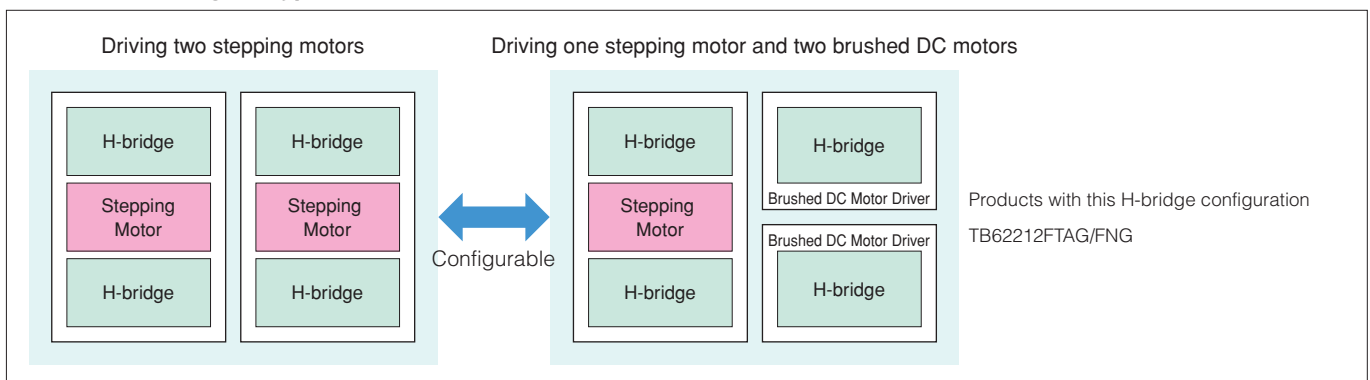 Driving two stepping motors
H-bridge
Stepping
Motor
H-bridge
H-bridge
Stepping
Motor
H-bridge
Configurable
Driving one stepping motor and two brushed DC motors
H-bridge
Stepping
Motor
H-bridge
H-bridge
Brushed DC Motor Driver
Brushed DC Motor Driver
H-bridge
Products with this H-bridge configuration
TB62212FTAG/FNG